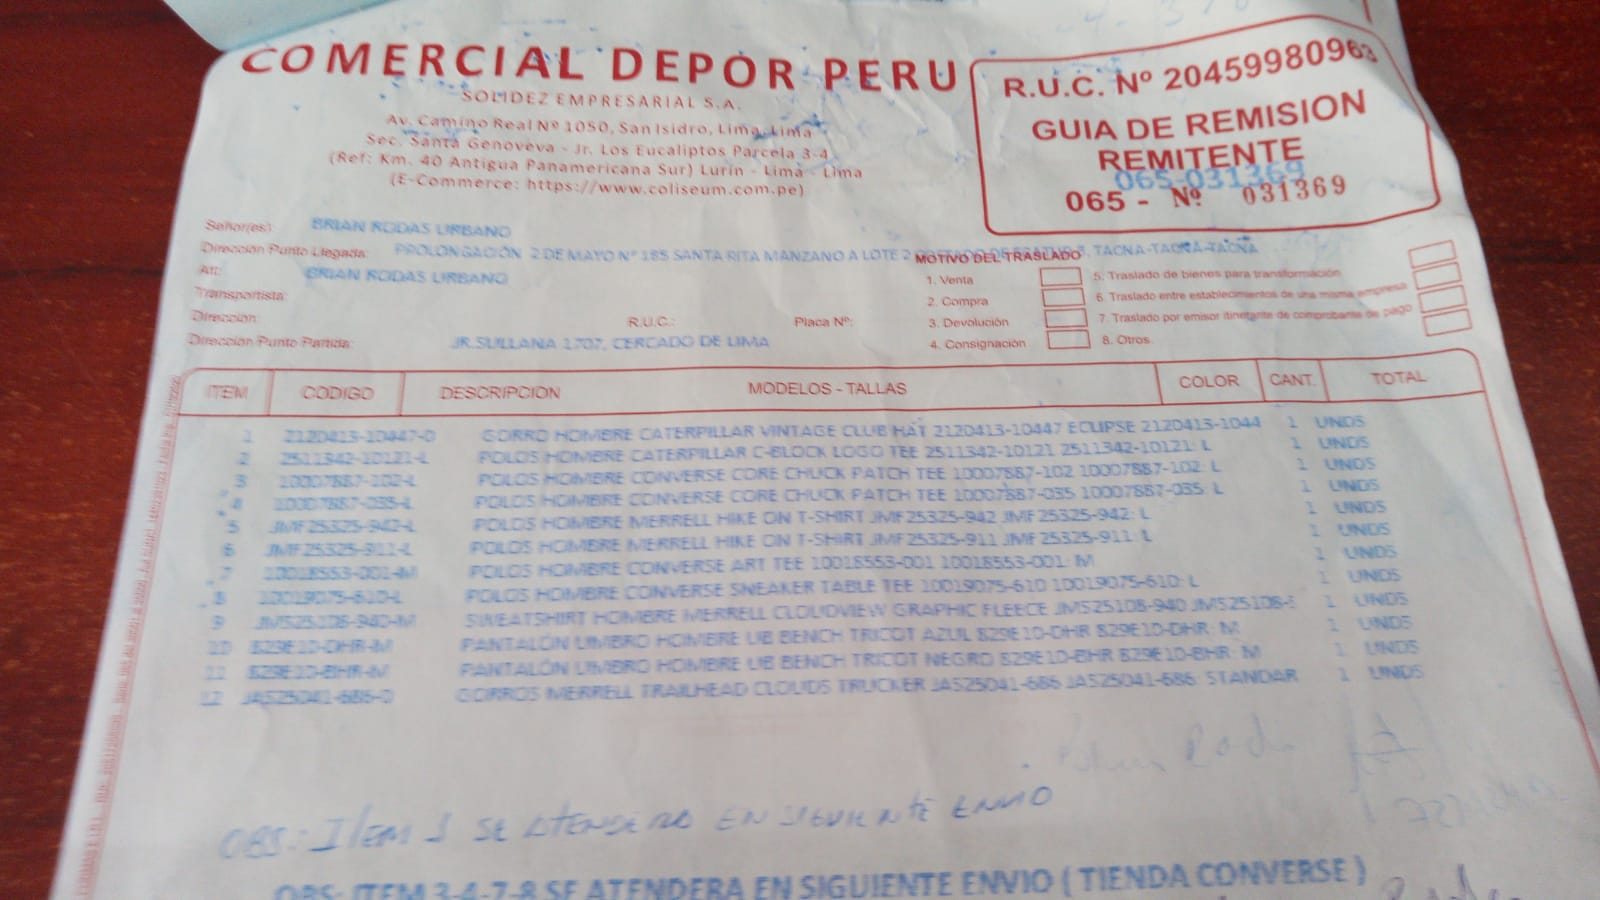 COMERCIAL DEPOR PERU
SOLIDEZ EMPRESARIAL S.A.
Av. Camino Real Nº 1050, San Isidro, Lima-Lima
Sec. Santa Genoveva - Jr. Los Eucaliptos Parcela 3-4
(Ref: Km. 40 Antigua Panamericana Sur) Lurín - Lima - Lima
(E-Commerce: https://www.coliseum.com.pe)
R.U.C. Nº 20459980963
GUIA DE REMISION
REMITENTE
065-031369
065 - Nº 031369
Señor(es): BRIAN RODAS URBANO
Dirección Punto Llegada: PROLONGACIÓN 2 DE MAYO Nº 185 SANTA RITA MANZANO A LOTE 2 TACNA-TACNA-TACNA
Att: BRIAN RODAS URBANO
Transportista:
Dirección: R.U.C.: Placa Nº:
Dirección Punto Partida: JR.SULLANA 1707, CERCADO DE LIMA
MOTIVO DEL TRASLADO
1. Venta
2. Compra
3. Devolución
4. Consignación
5. Traslado de bienes para transformación
6. Traslado entre establecimientos de una misma empresa
7. Traslado por emisor itinerante de comprobante de pago
8. Otros
ITEM CODIGO DESCRIPCION MODELOS - TALLAS COLOR CANT. TOTAL
1 2120413-10447-0 GORRO HOMBRE CATERPILLAR VINTAGE CLUB HAT 2120413-10447 ECLIPSE 2120413-1044 1 UNDS
2 2511342-10121-L POLOS HOMBRE CATERPILLAR C-BLOCK LOGO TEE 2511342-10121 2511342-10121: L 1 UNDS
3 10007887-102-L POLOS HOMBRE CONVERSE CORE CHUCK PATCH TEE 10007887-102 10007887-102: L 1 UNDS
4 10007887-035-L POLOS HOMBRE CONVERSE CORE CHUCK PATCH TEE 10007887-035 10007887-035: L 1 UNDS
5 JMF25325-942-L POLOS HOMBRE MERRELL HIKE ON T-SHIRT JMF25325-942 JMF25325-942: L 1 UNDS
6 JMF25325-911-L POLOS HOMBRE MERRELL HIKE ON T-SHIRT JMF25325-911 JMF25325-911: L 1 UNDS
7 10018553-001-M POLOS HOMBRE CONVERSE ART TEE 10018553-001 10018553-001: M 1 UNDS
8 10019075-610-L POLOS HOMBRE CONVERSE SNEAKER TABLE TEE 10019075-610 10019075-610: L 1 UNDS
9 JMS25108-940-M SWEATSHIRT HOMBRE MERRELL CLOUDVIEW GRAPHIC FLEECE JMS25108-940 JMS25108-9 1 UNDS
10 829E10-DHR-M PANTALÓN UMBRO HOMBRE UB BENCH TRICOT AZUL 829E10-DHR 829E10-DHR: M 1 UNDS
11 829E10-BHR-M PANTALÓN UMBRO HOMBRE UB BENCH TRICOT NEGRO 829E10-BHR 829E10-BHR: M 1 UNDS
12 JAS25041-686-0 GORROS MERRELL TRAILHEAD CLOUDS TRUCKER JAS25041-686 JAS25041-686: STANDAR 1 UNDS
OBS: ITEM 1 SE ATENDERA EN SIGUIENTE ENVIO
OBS: ITEM 3-4-7-8 SE ATENDERA EN SIGUIENTE ENVIO ( TIENDA CONVERSE )